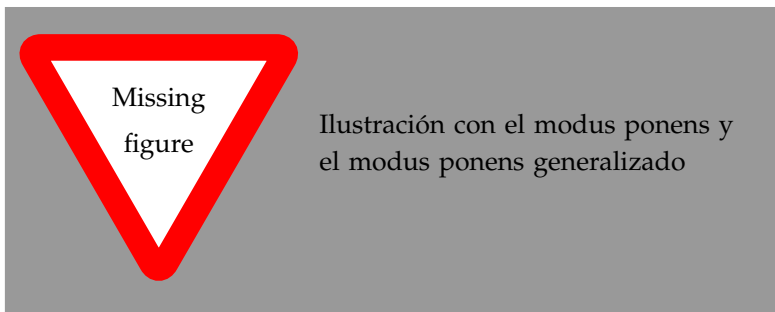 Missing
figure
Ilustración con el modus ponens y
el modus ponens generalizado